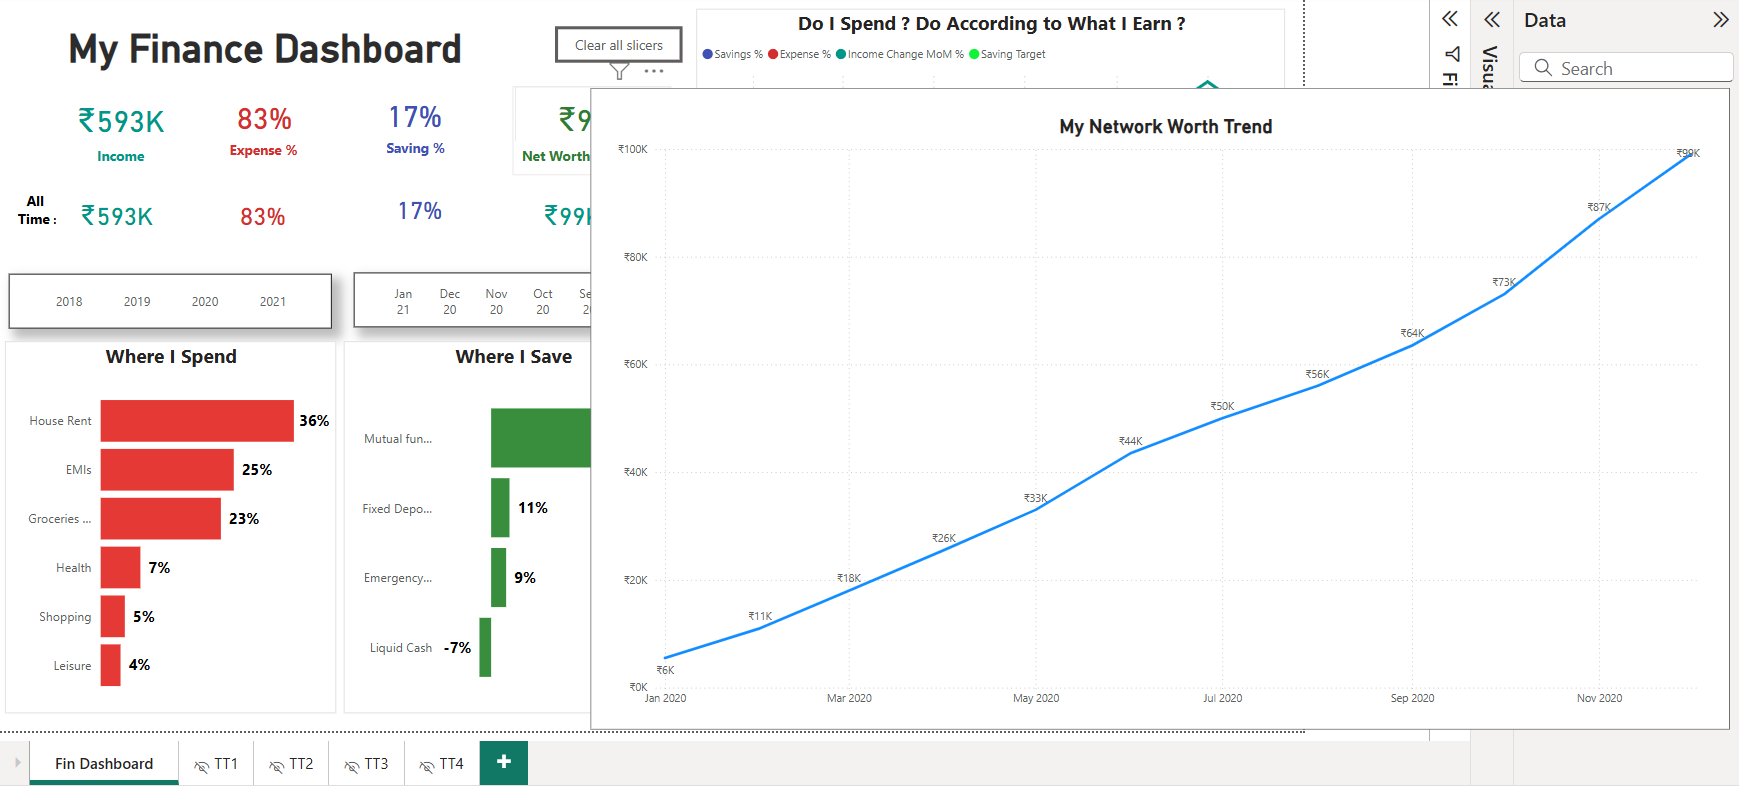 My Finance Dashboard
Clear all slicers
Do I Spend ? Do According to What I Earn ?
Savings % Expense % Income Change MoM % Saving Target
Data
Search
Fi
Visua
₹593K
Income
83%
Expense %
17%
Saving %
₹9
Net Worth
All
Time :
₹593K
83%
17%
₹99K
2018 2019 2020 2021
Jan
21
Dec
20
Nov
20
Oct
20
Se
2
Where I Spend
House Rent 36%
EMIs 25%
Groceries ... 23%
Health 7%
Shopping 5%
Leisure 4%
Where I Save
Mutual fun...
Fixed Depo... 11%
Emergency... 9%
Liquid Cash -7%
My Network Worth Trend
₹100K
₹80K
₹60K
₹40K
₹20K
₹0K
₹6K
₹11K
₹18K
₹26K
₹33K
₹44K
₹50K
₹56K
₹64K
₹73K
₹87K
₹99K
Jan 2020 Mar 2020 May 2020 Jul 2020 Sep 2020 Nov 2020
Fin Dashboard TT1 TT2 TT3 TT4